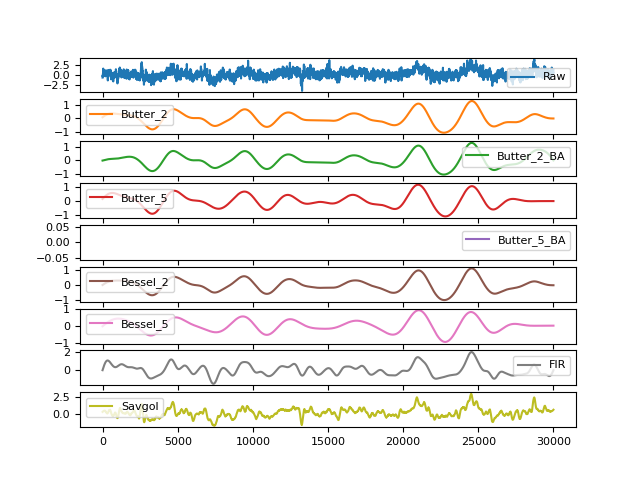 2.5
0.0
−2.5
Raw
1
0
−1
Butter_2
1
0
−1
Butter_2_BA
1
0
−1
Butter_5
0.05
0.00
−0.05
Butter_5_BA
1
0
−1
Bessel_2
1
0
−1
Bessel_5
2
0
FIR
2.5
0.0
Savgol
0 5000 10000 15000 20000 25000 30000